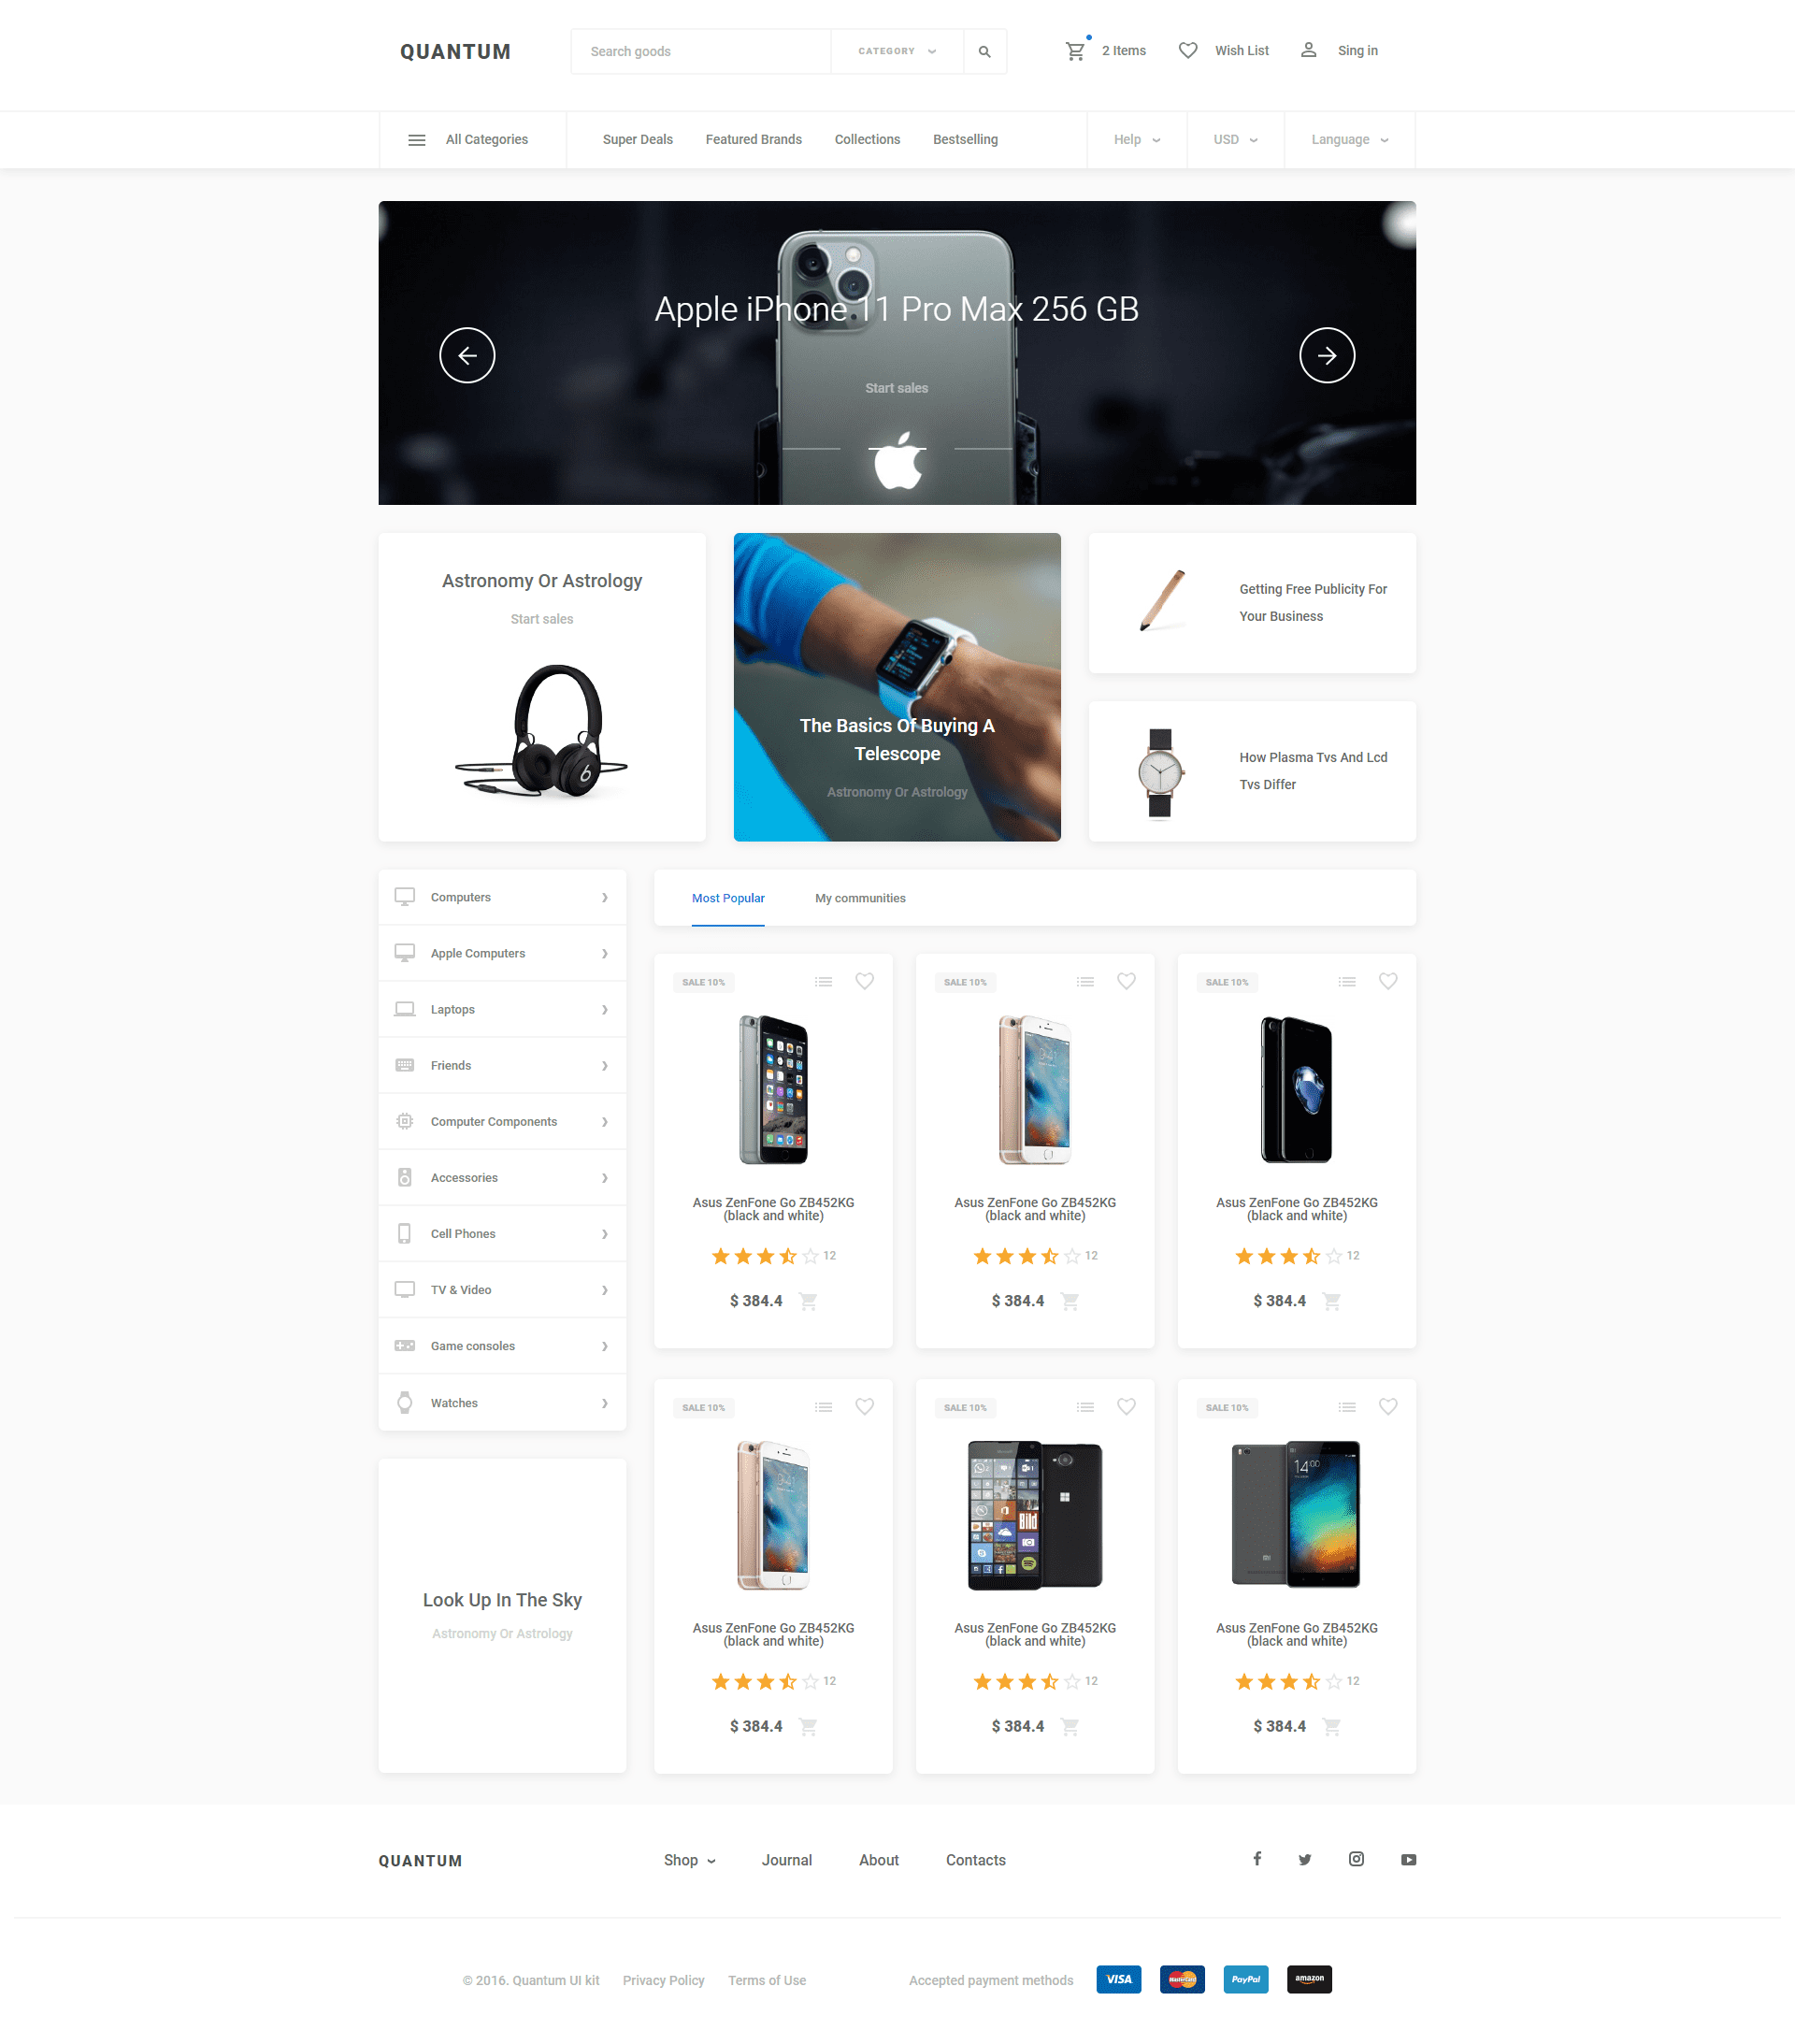 QUANTUM
Search goods
CATEGORY
2 Items
Wish List
Sing in
All Categories
Super Deals
Featured Brands
Collections
Bestselling
Help
USD
Language
Apple iPhone 11 Pro Max 256 GB
Start sales
Astronomy Or Astrology
Start sales
The Basics Of Buying A
Telescope
Astronomy Or Astrology
Getting Free Publicity For
Your Business
How Plasma Tvs And Lcd
Tvs Differ
Computers
Apple Computers
Laptops
Friends
Computer Components
Accessories
Cell Phones
TV & Video
Game consoles
Watches
Look Up In The Sky
Astronomy Or Astrology
Most Popular
My communities
SALE 10%
Asus ZenFone Go ZB452KG
(black and white)
12
$ 384.4
SALE 10%
9:41
Asus ZenFone Go ZB452KG
(black and white)
12
$ 384.4
SALE 10%
Asus ZenFone Go ZB452KG
(black and white)
12
$ 384.4
SALE 10%
9:41
Asus ZenFone Go ZB452KG
(black and white)
12
$ 384.4
SALE 10%
Bild
Asus ZenFone Go ZB452KG
(black and white)
12
$ 384.4
SALE 10%
14:00
Asus ZenFone Go ZB452KG
(black and white)
12
$ 384.4
QUANTUM
Shop
Journal
About
Contacts
© 2016. Quantum UI kit
Privacy Policy
Terms of Use
Accepted payment methods
VISA
MasterCard
PayPal
amazon